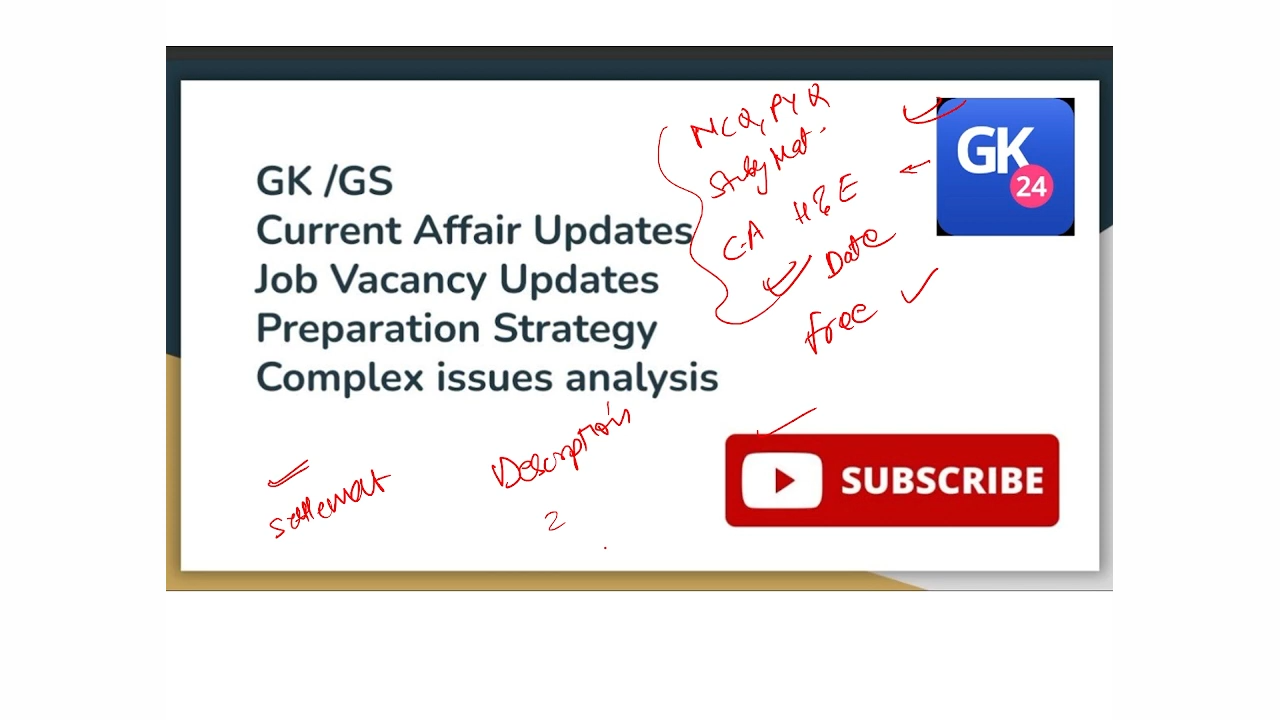 MCQ, PYQ
Study Mat.
GK
24
GK /GS
C.A H & E
Current Affair Updates
Date
Job Vacancy Updates
Free
Preparation Strategy
Complex issues analysis
Description
Settlement
SUBSCRIBE
2